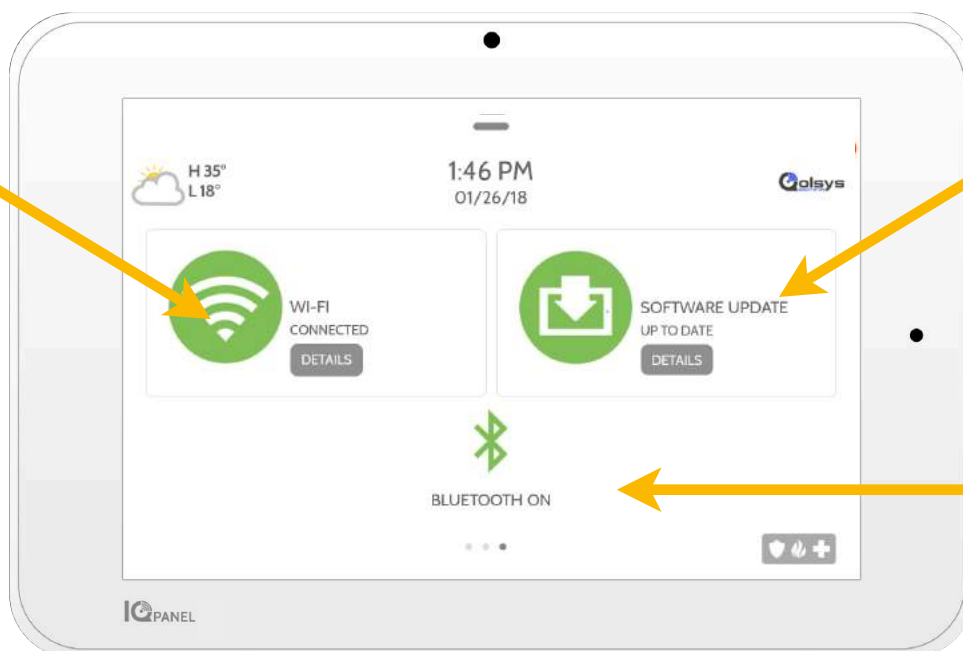 H 35°
L 18°
1:46 PM
01/26/18
Qolsys
WI-FI
CONNECTED
DETAILS
SOFTWARE UPDATE
UP TO DATE
DETAILS
BLUETOOTH ON
IQ PANEL